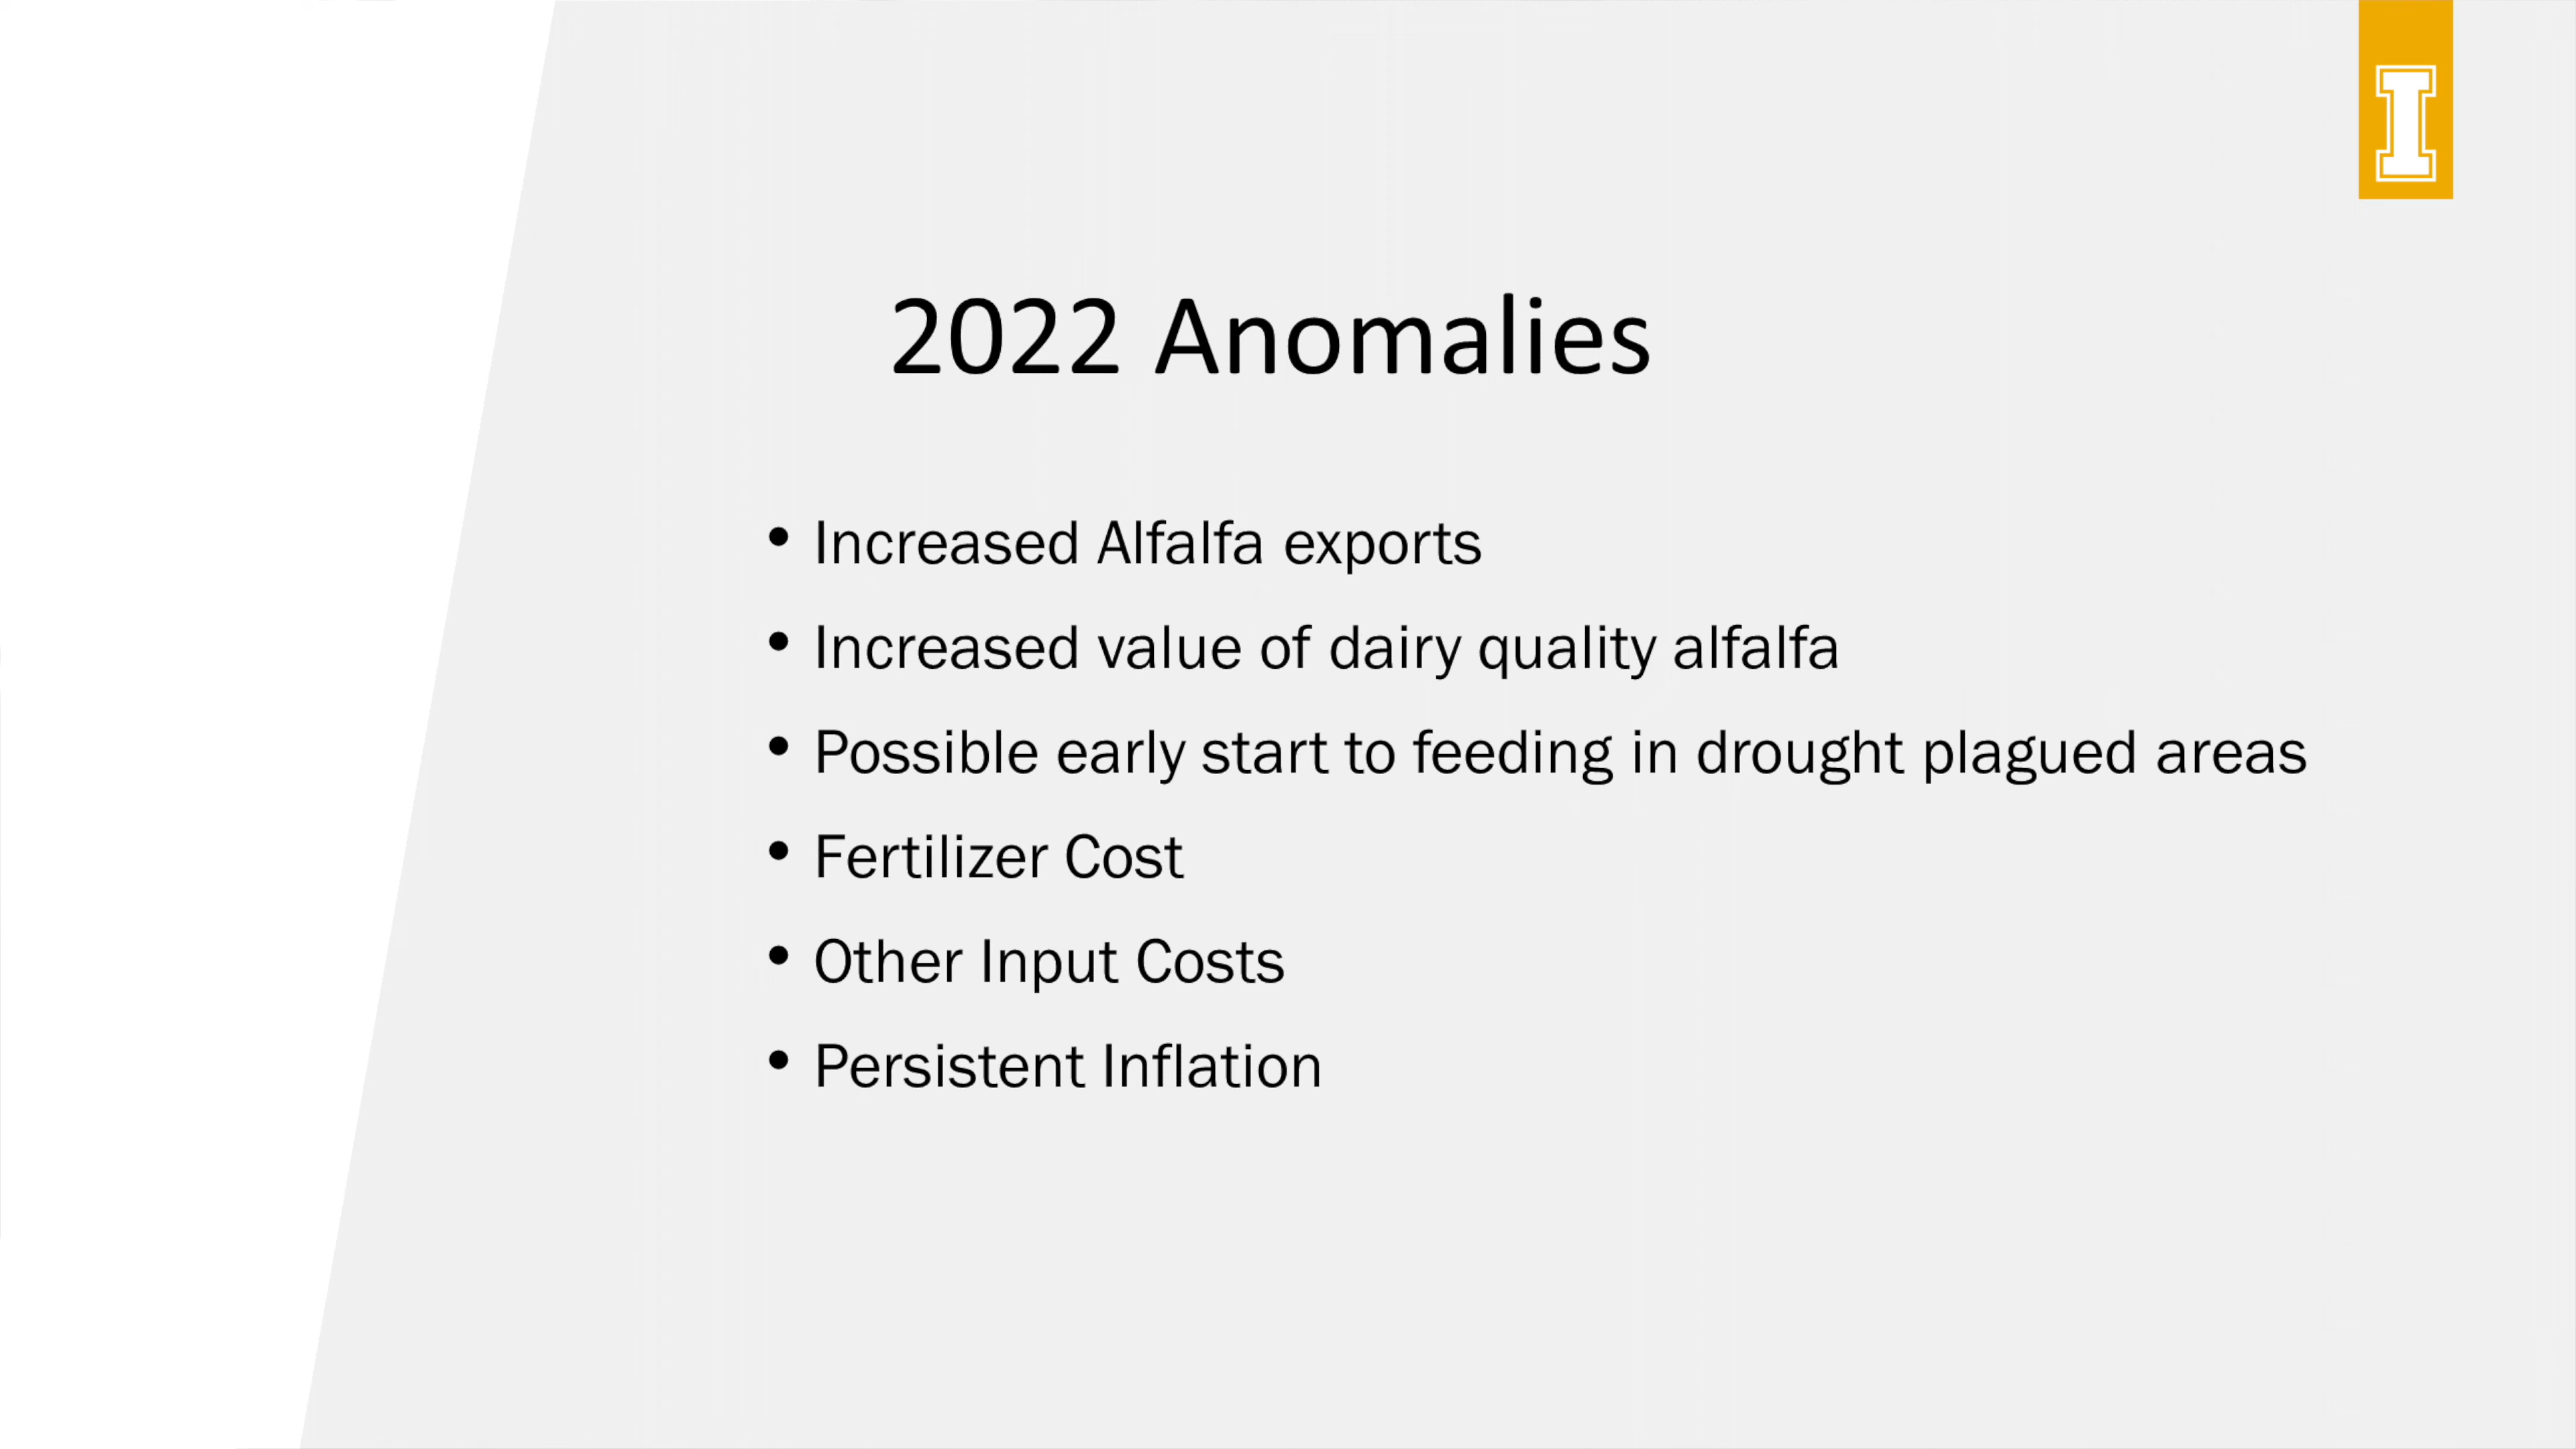 I
2022 Anomalies
• Increased Alfalfa exports
• Increased value of dairy quality alfalfa
• Possible early start to feeding in drought plagued areas
• Fertilizer Cost
• Other Input Costs
• Persistent Inflation